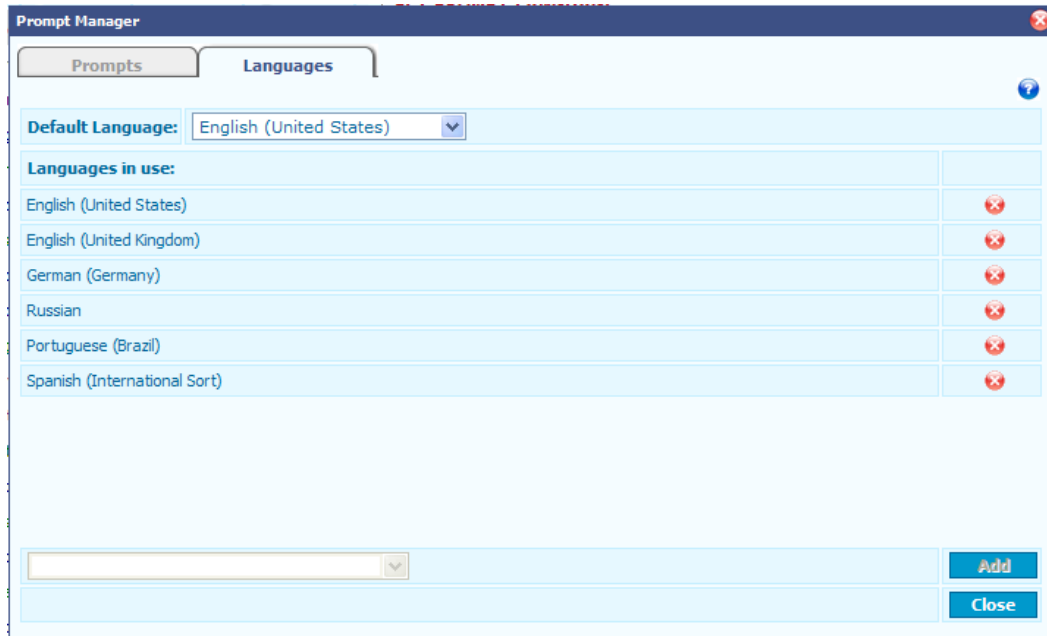 Prompt Manager
Prompts
Languages
Default Language:
English (United States)
Languages in use:
English (United States)
English (United Kingdom)
German (Germany)
Russian
Portuguese (Brazil)
Spanish (International Sort)
Add
Close